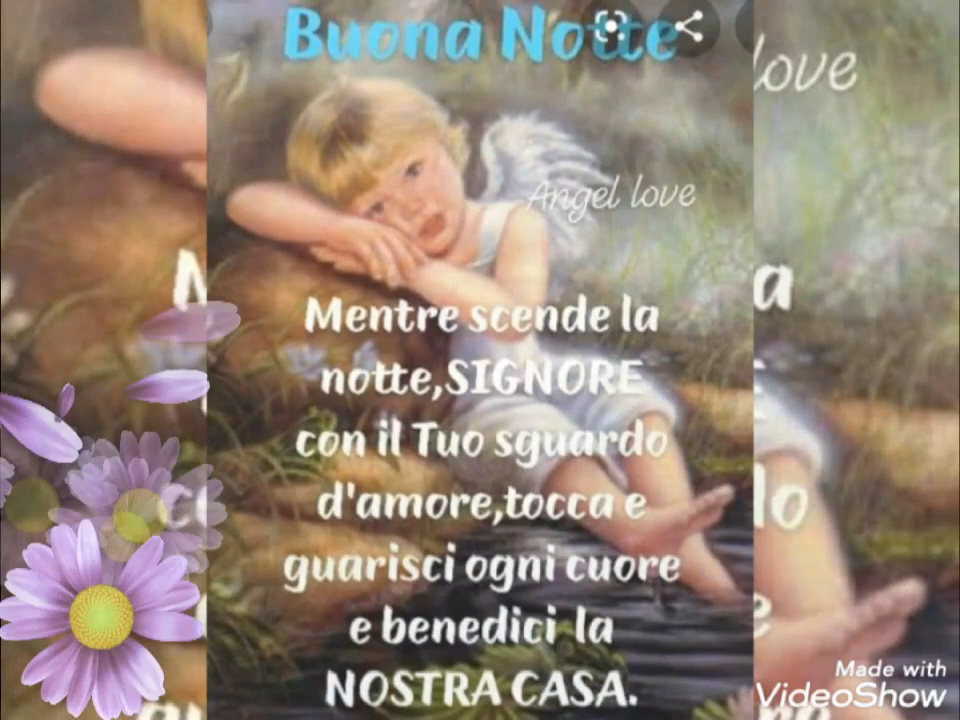 Buona Notte
Angel love
Mentre scende la
notte,SIGNORE
con il Tuo sguardo
d'amore,tocca e
guarisci ogni cuore
e benedici la
NOSTRA CASA.
love
Made with
VideoShow